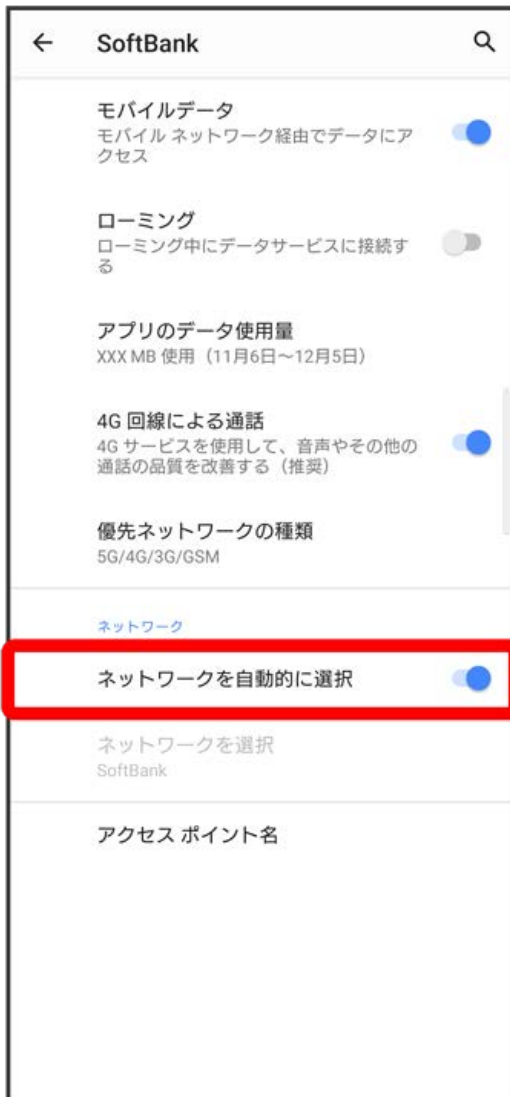 SoftBank
モバイルデータ
モバイル ネットワーク経由でデータにア
クセス
ローミング
ローミング中にデータサービスに接続す
る
アプリのデータ使用量
XXX MB 使用（11月6日～12月5日）
4G 回線による通話
4G サービスを使用して、音声やその他の
通話の品質を改善する（推奨）
優先ネットワークの種類
5G/4G/3G/GSM
ネットワーク
ネットワークを自動的に選択
ネットワークを選択
SoftBank
アクセス ポイント名